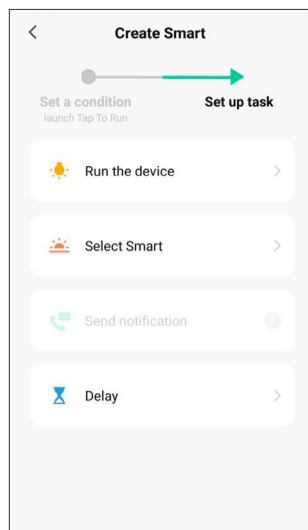 Create Smart
Set a condition
launch Tap To Run
Set up task
Run the device
Select Smart
Send notification
Delay